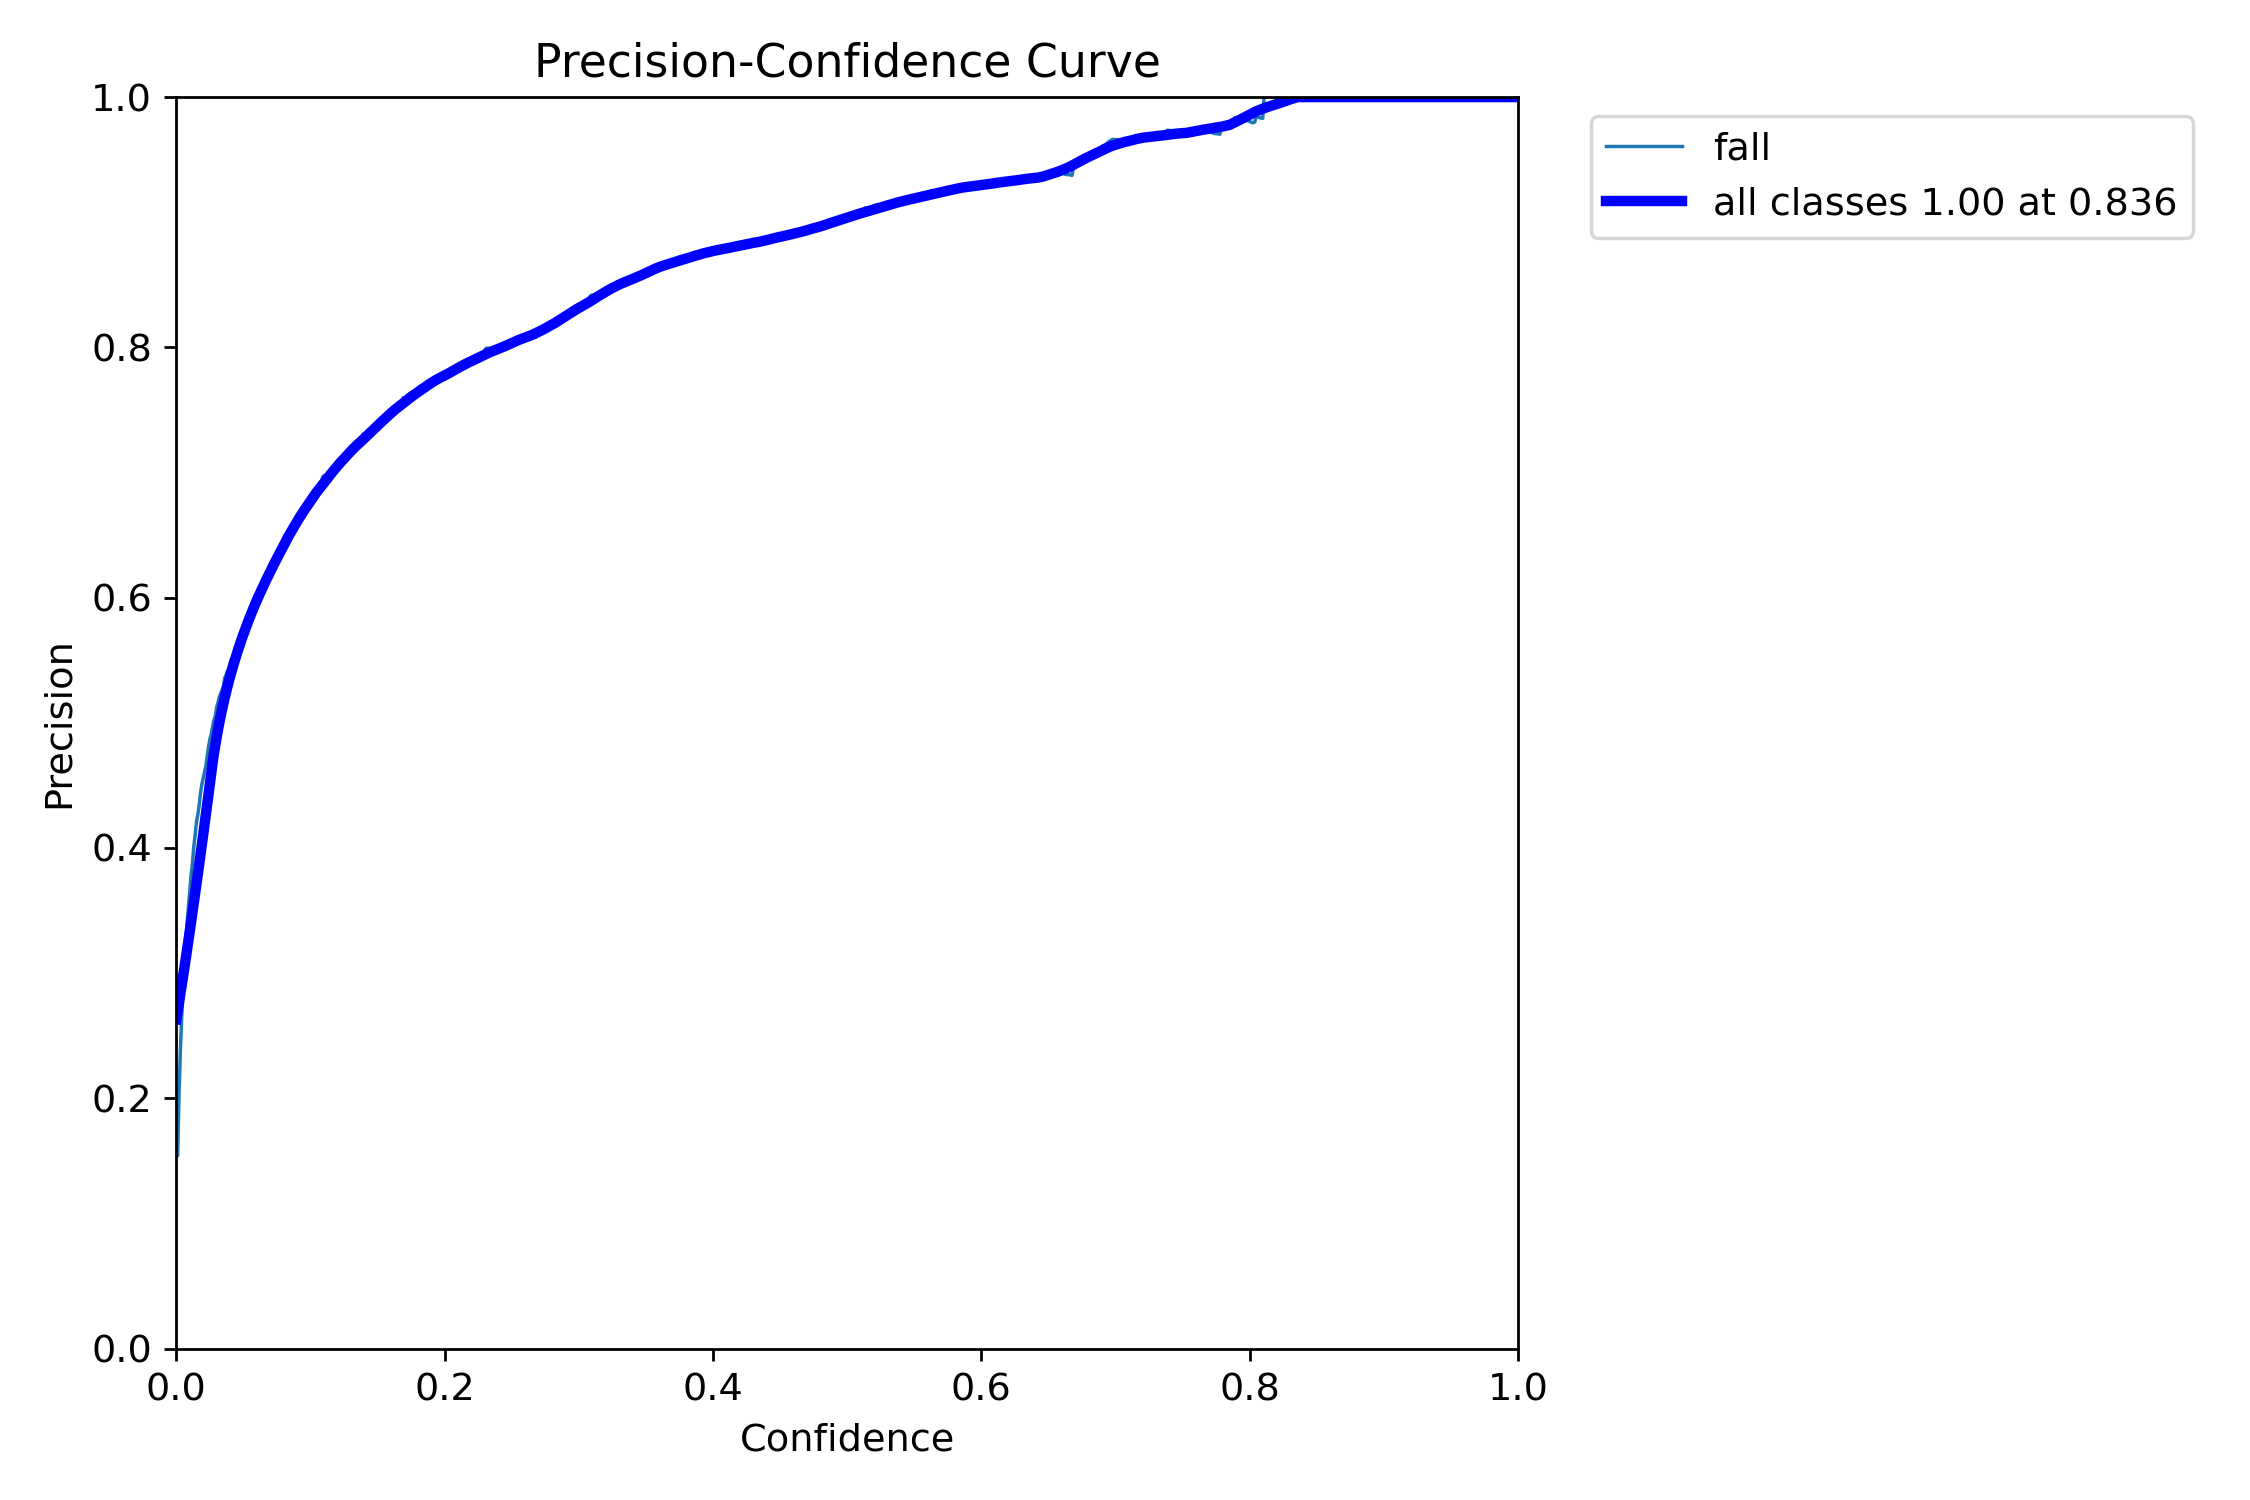 Precision-Confidence Curve
1.0
0.8
0.6
0.4
0.2
0.0
Precision
0.0 0.2 0.4 0.6 0.8 1.0
Confidence
fall
all classes 1.00 at 0.836